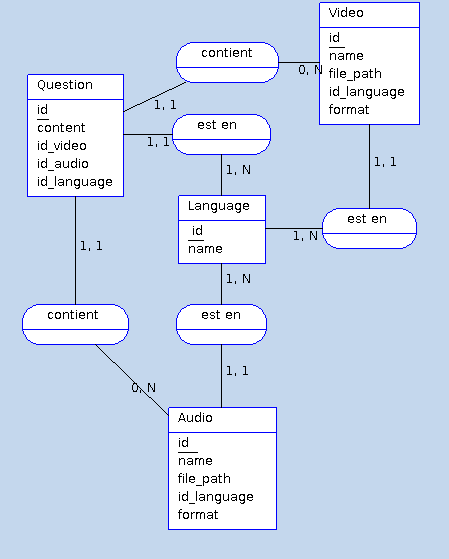 Video
id
name
file_path
id_language
format
contient
0, N
Question
id
content
id_video
id_audio
id_language
1, 1
est en
1, 1
1, N
1, 1
Language
id
name
est en
1, N
1, 1
1, N
contient
est en
0, N
1, 1
Audio
id
name
file_path
id_language
format